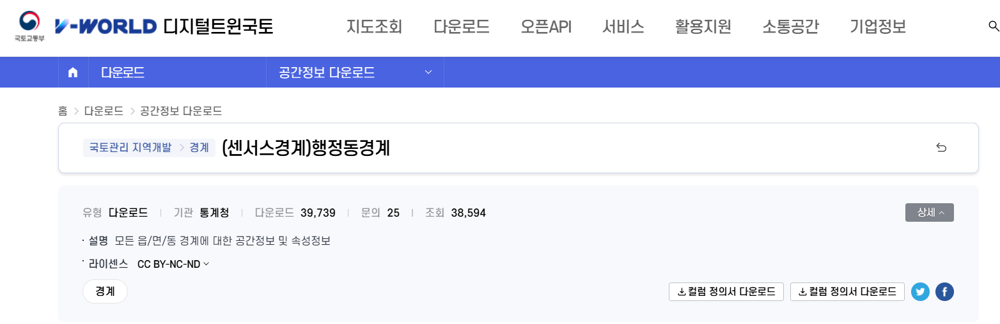 국토교통부
V-WORLD 디지털트윈국토
지도조회 다운로드 오픈API 서비스 활용지원 소통공간 기업정보
다운로드 공간정보 다운로드
홈 > 다운로드 > 공간정보 다운로드
국토관리 지역개발 > 경계 (센서스경계)행정동경계
유형 다운로드 | 기관 통계청 | 다운로드 39,739 | 문의 25 | 조회 38,594
상세
· 설명 모든 읍/면/동 경계에 대한 공간정보 및 속성정보
· 라이센스 CC BY-NC-ND
경계
컬럼 정의서 다운로드 컬럼 정의서 다운로드